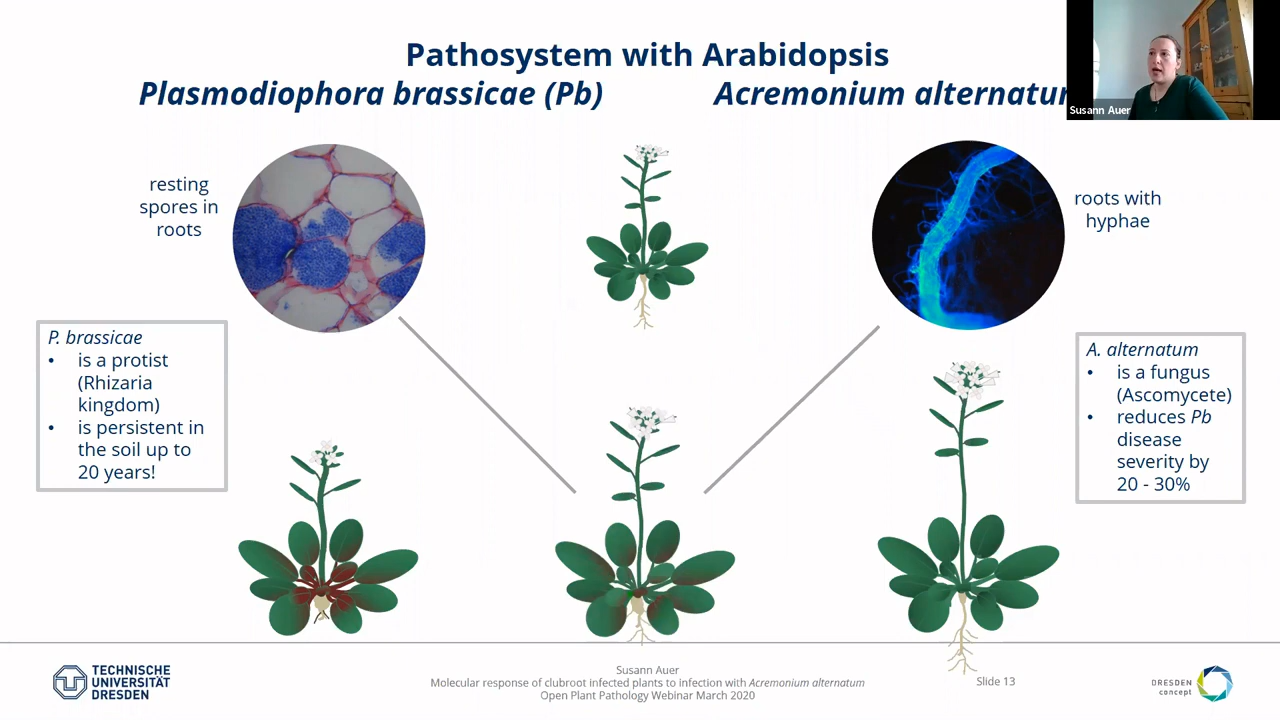 Pathosystem with Arabidopsis
Plasmodiophora brassicae (Pb)
Acremonium alternatum
Susann Auer
resting
spores in
roots
roots with
hyphae
P. brassicae
• is a protist
(Rhizaria
kingdom)
• is persistent in
the soil up to
20 years!
A. alternatum
• is a fungus
(Ascomycete)
• reduces Pb
disease
severity by
20 - 30%
TECHNISCHE
UNIVERSITÄT
DRESDEN
Susann Auer
Molecular response of clubroot infected plants to infection with Acremonium alternatum
Open Plant Pathology Webinar March 2020
Slide 13
DRESDEN
concept